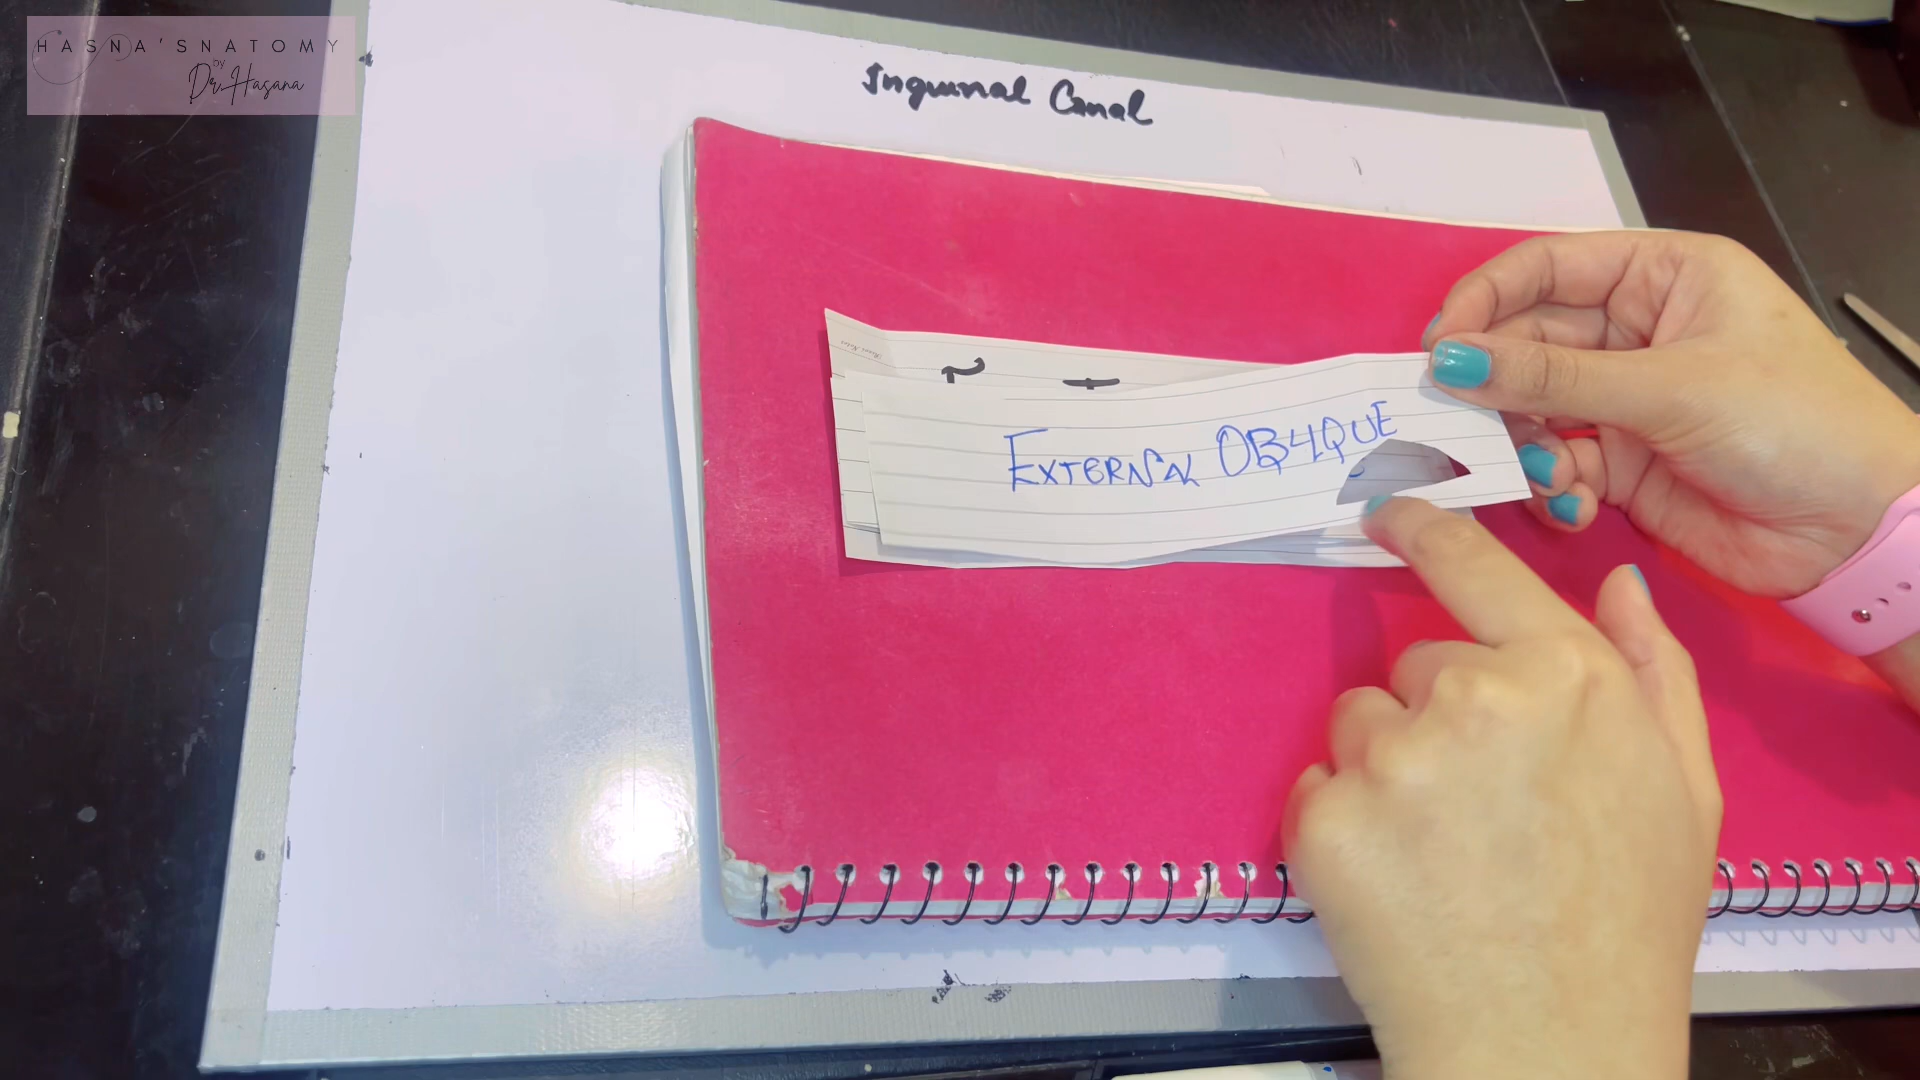 HASNA'SNATOMY
by
Dr.Hasana
Inguinal Canal
EXTERNAL OBLIQUE